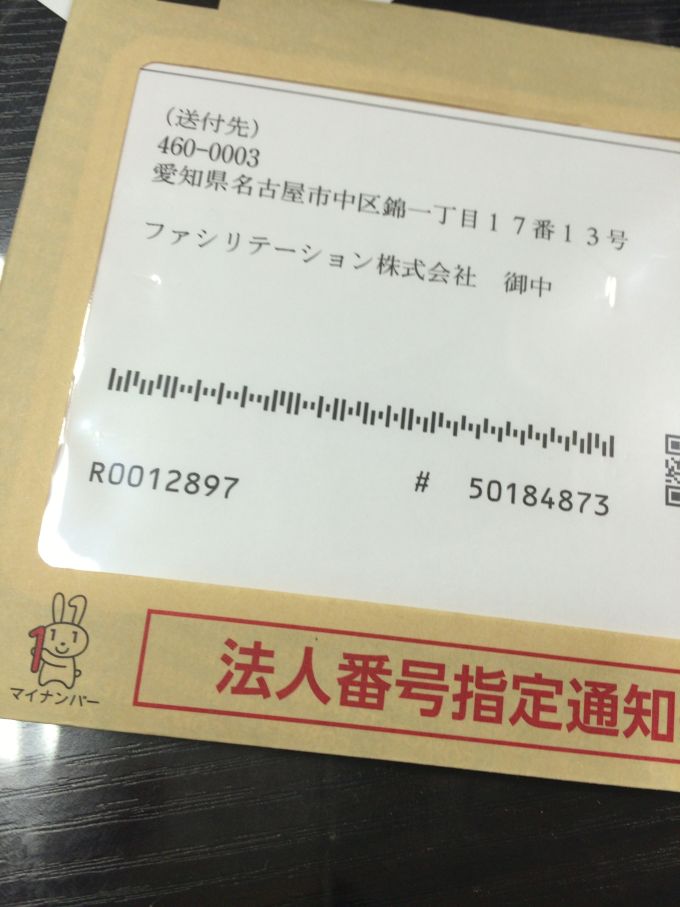 (送付先)
460-0003
愛知県名古屋市中区錦一丁目17番13号
ファシリテーション株式会社 御中
R0012897 # 50184873
1
マイナンバー
法人番号指定通知